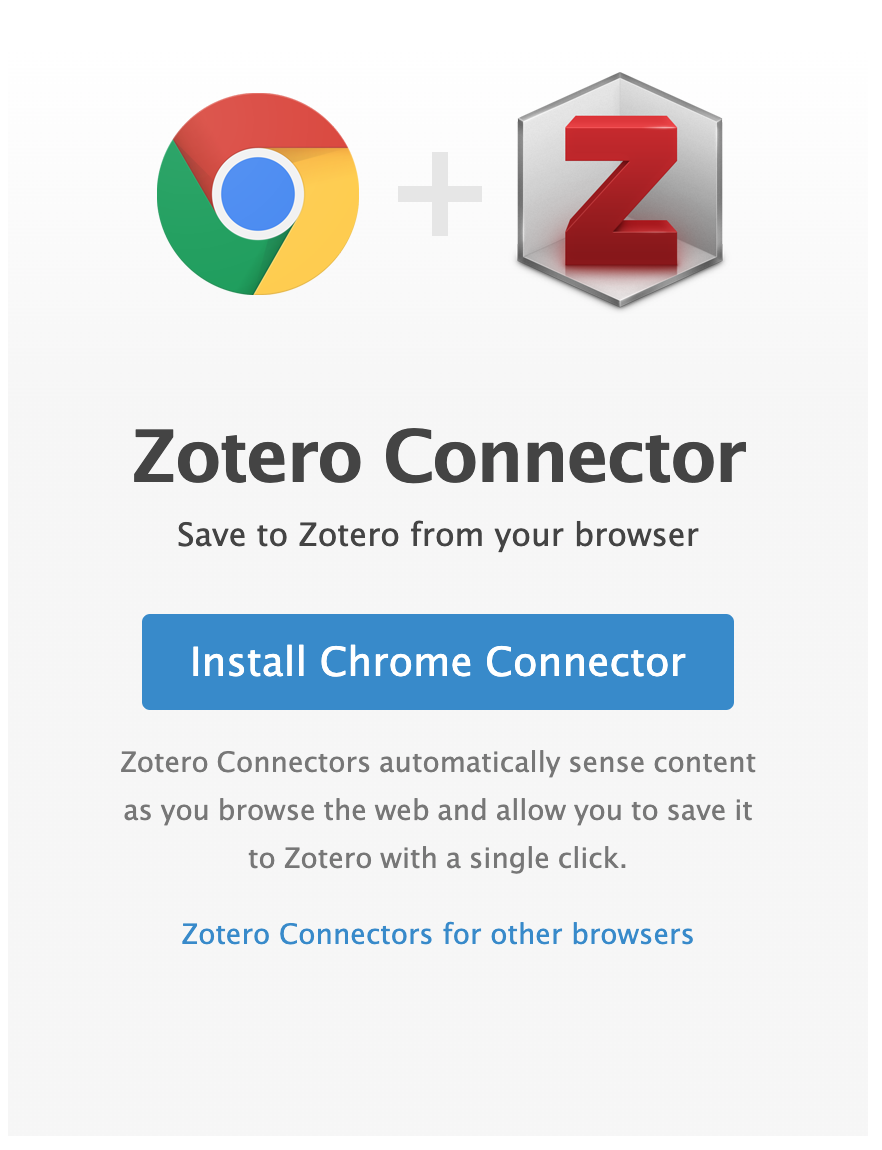 Z
Zotero Connector
Save to Zotero from your browser
Install Chrome Connector
Zotero Connectors automatically sense content
as you browse the web and allow you to save it
to Zotero with a single click.
Zotero Connectors for other browsers